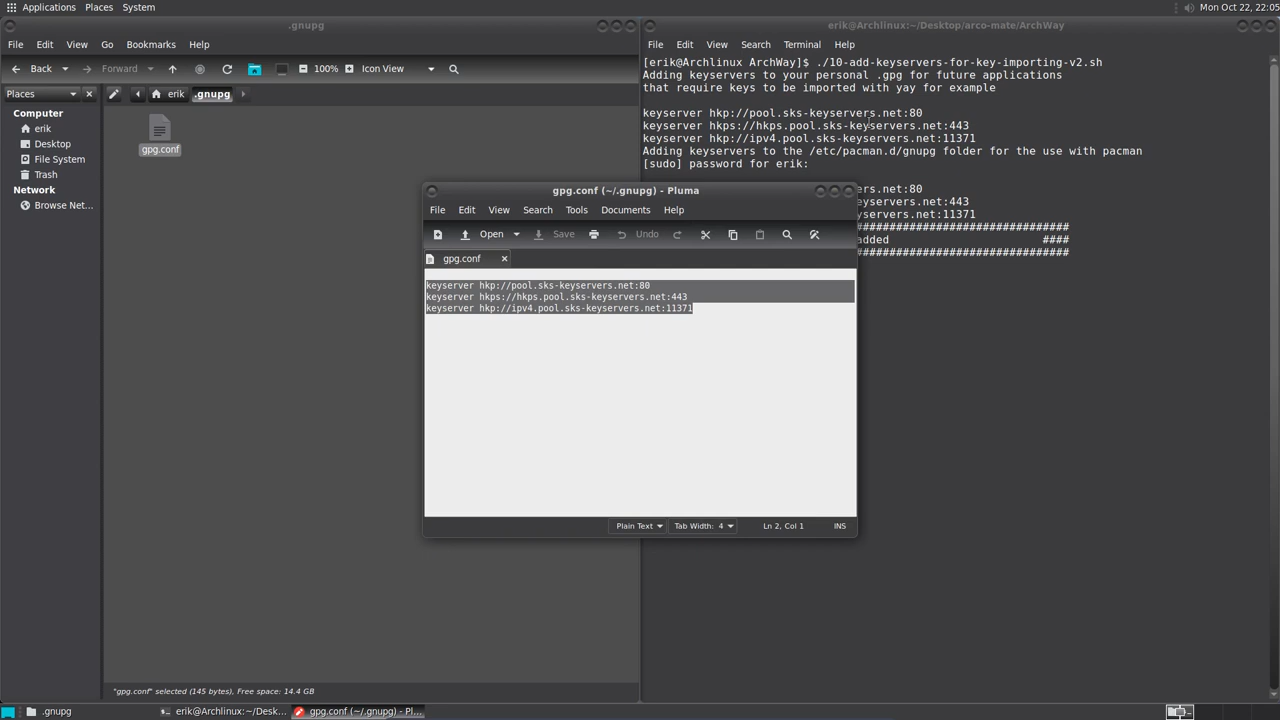 Applications Places System
Mon Oct 22, 22:05
.gnupg
File Edit View Go Bookmarks Help
Back Forward 100% Icon View
Places
erik .gnupg
Computer
erik
Desktop
File System
Trash
Network
Browse Net...
gpg.conf
"gpg.conf" selected (145 bytes), Free space: 14.4 GB
erik@Archlinux:~/Desktop/arco-mate/ArchWay
File Edit View Search Terminal Help
[erik@Archlinux ArchWay]$ ./10-add-keyservers-for-key-importing-v2.sh
Adding keyservers to your personal .gpg for future applications
that require keys to be imported with yay for example
keyserver hkp://pool.sks-keyservers.net:80
keyserver hkps://hkps.pool.sks-keyservers.net:443
keyserver hkp://ipv4.pool.sks-keyservers.net:11371
Adding keyservers to the /etc/pacman.d/gnupg folder for the use with pacman
[sudo] password for erik:
ers.net:80
eyservers.net:443
yservers.net:11371
################################
added ####
################################
gpg.conf (~/.gnupg) - Pluma
File Edit View Search Tools Documents Help
Open Save Undo
gpg.conf
keyserver hkp://pool.sks-keyservers.net:80
keyserver hkps://hkps.pool.sks-keyservers.net:443
keyserver hkp://ipv4.pool.sks-keyservers.net:11371
Plain Text Tab Width: 4 Ln 2, Col 1 INS
.gnupg
erik@Archlinux:~/Desk...
gpg.conf (~/.gnupg) - Pl...